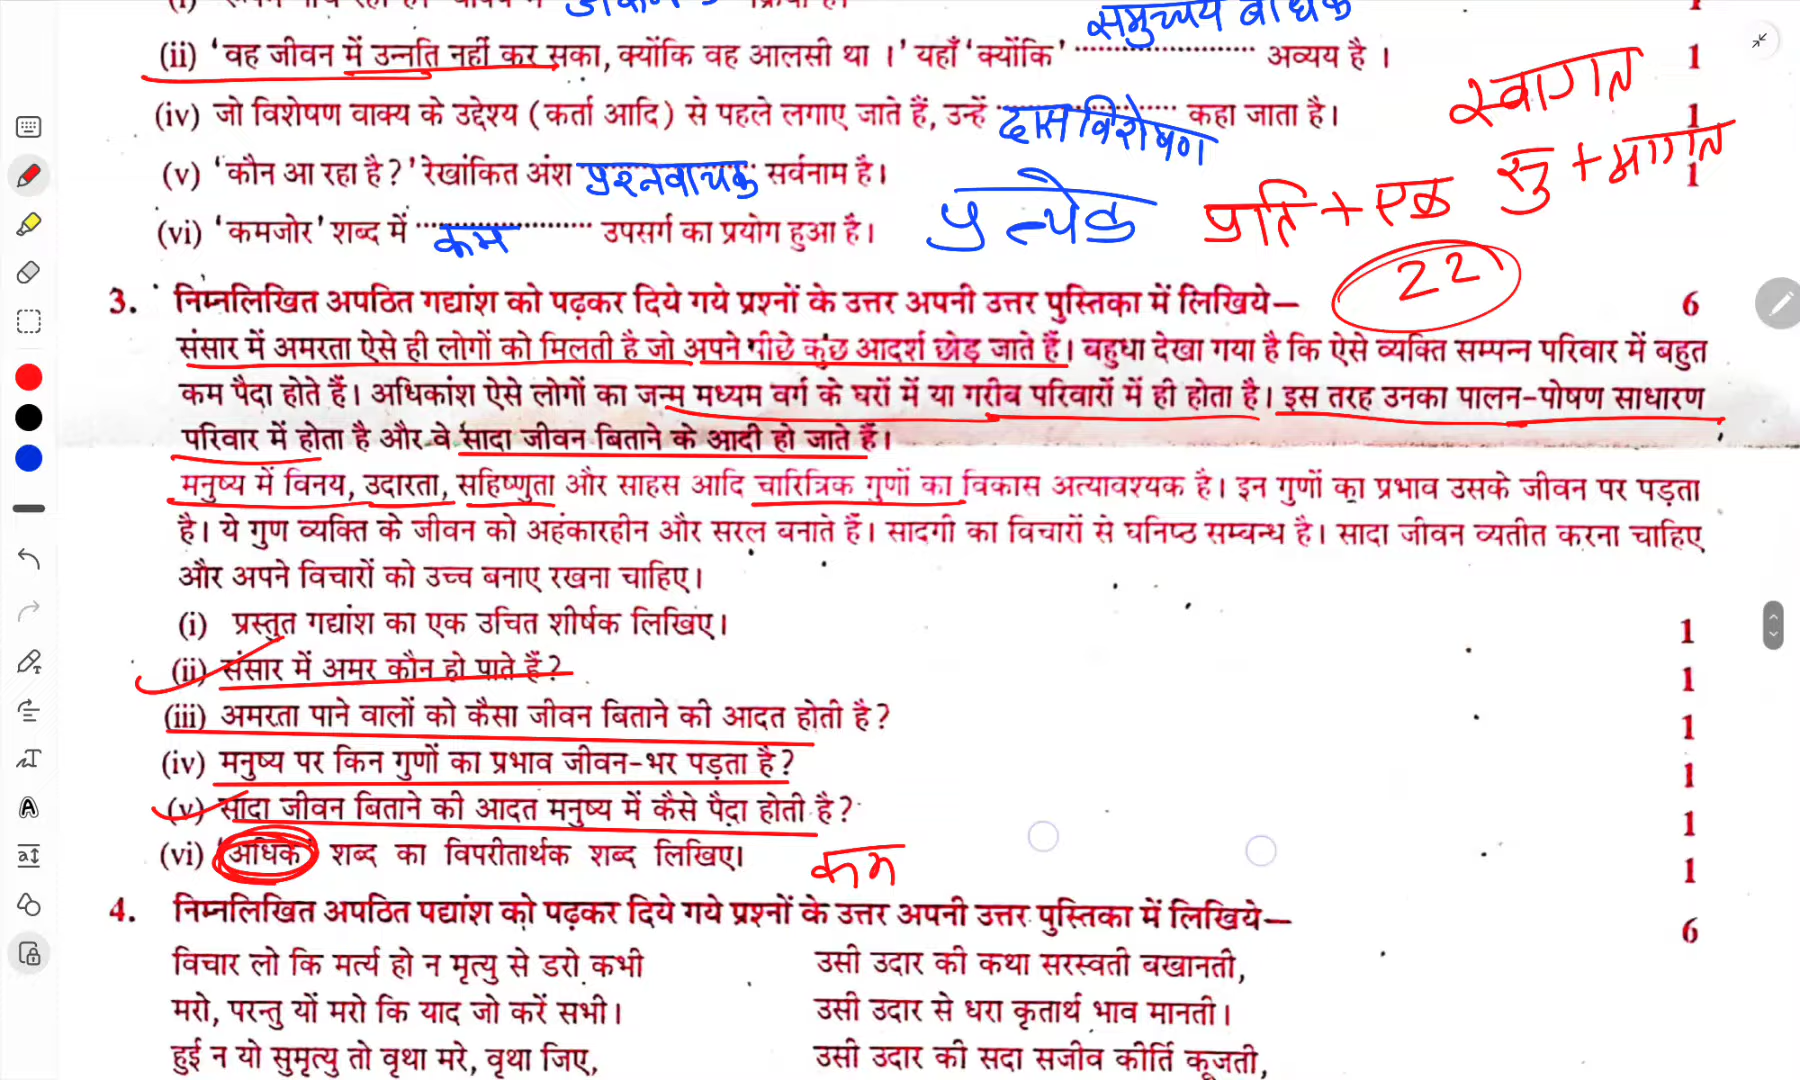 समुच्चय बोधक
(ii) 'वह जीवन में उन्नति नहीं कर सका, क्योंकि वह आलसी था ।' यहाँ 'क्योंकि' .................... अव्यय है । 1
स्वागत
(iv) जो विशेषण वाक्य के उद्देश्य (कर्ता आदि) से पहले लगाए जाते हैं, उन्हें .................... कहा जाता है। 1
विशेषण
सु + आगत
(v) 'कौन आ रहा है?' रेखांकित अंश प्रश्नवाचक सर्वनाम है। 1
प्रत्येक प्रति + एक
(vi) 'कमजोर' शब्द में .................... उपसर्ग का प्रयोग हुआ है।
कम
22
3. निम्नलिखित अपठित गद्यांश को पढ़कर दिये गये प्रश्नों के उत्तर अपनी उत्तर पुस्तिका में लिखिये– 6
संसार में अमरता ऐसे ही लोगों को मिलती है जो अपने पीछे कुछ आदर्श छोड़ जाते हैं। बहुधा देखा गया है कि ऐसे व्यक्ति सम्पन्न परिवार में बहुत
कम पैदा होते हैं। अधिकांश ऐसे लोगों का जन्म मध्यम वर्ग के घरों में या गरीब परिवारों में ही होता है। इस तरह उनका पालन-पोषण साधारण
परिवार में होता है और वे सादा जीवन बिताने के आदी हो जाते हैं।
मनुष्य में विनय, उदारता, सहिष्णुता और साहस आदि चारित्रिक गुणों का विकास अत्यावश्यक है। इन गुणों का प्रभाव उसके जीवन पर पड़ता
है। ये गुण व्यक्ति के जीवन को अहंकारहीन और सरल बनाते हैं। सादगी का विचारों से घनिष्ठ सम्बन्ध है। सादा जीवन व्यतीत करना चाहिए
और अपने विचारों को उच्च बनाए रखना चाहिए।
(i) प्रस्तुत गद्यांश का एक उचित शीर्षक लिखिए। 1
(ii) संसार में अमर कौन हो पाते हैं? 1
(iii) अमरता पाने वालों को कैसा जीवन बिताने की आदत होती है? 1
(iv) मनुष्य पर किन गुणों का प्रभाव जीवन-भर पड़ता है? 1
(v) सादा जीवन बिताने की आदत मनुष्य में कैसे पैदा होती है? 1
(vi) 'अधिक' शब्द का विपरीतार्थक शब्द लिखिए। कम 1
4. निम्नलिखित अपठित पद्यांश को पढ़कर दिये गये प्रश्नों के उत्तर अपनी उत्तर पुस्तिका में लिखिये– 6
विचार लो कि मर्त्य हो न मृत्यु से डरो कभी
मरो, परन्तु यों मरो कि याद जो करें सभी।
हुई न यो सुमृत्यु तो वृथा मरे, वृथा जिए,
उसी उदार की कथा सरस्वती बखानती,
उसी उदार से धरा कृतार्थ भाव मानती।
उसी उदार की सदा सजीव कीर्ति कूजती,